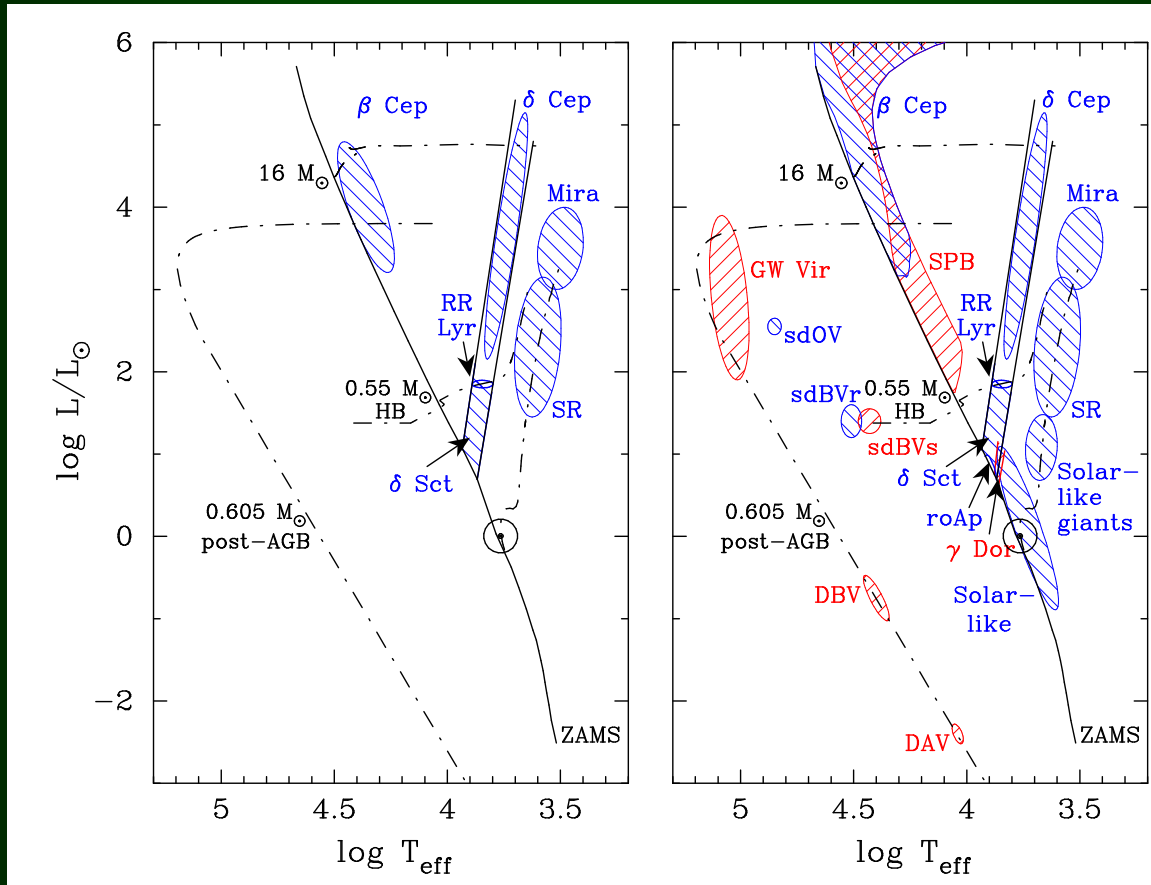 6
4
2
0
−2
log L/L⊙
β Cep
δ Cep
16 M⊙
Mira
RR
Lyr
0.55 M⊙
HB
SR
δ Sct
0.605 M⊙
post−AGB
ZAMS
5
4.5
4
3.5
log Teff
β Cep
δ Cep
16 M⊙
Mira
GW Vir
SPB
RR
Lyr
sdOV
0.55 M⊙
sdBVr
HB
SR
sdBVs
δ Sct
Solar−
like
giants
roAp
0.605 M⊙
post−AGB
γ Dor
DBV
Solar−
like
DAV
ZAMS
5
4.5
4
3.5
log Teff